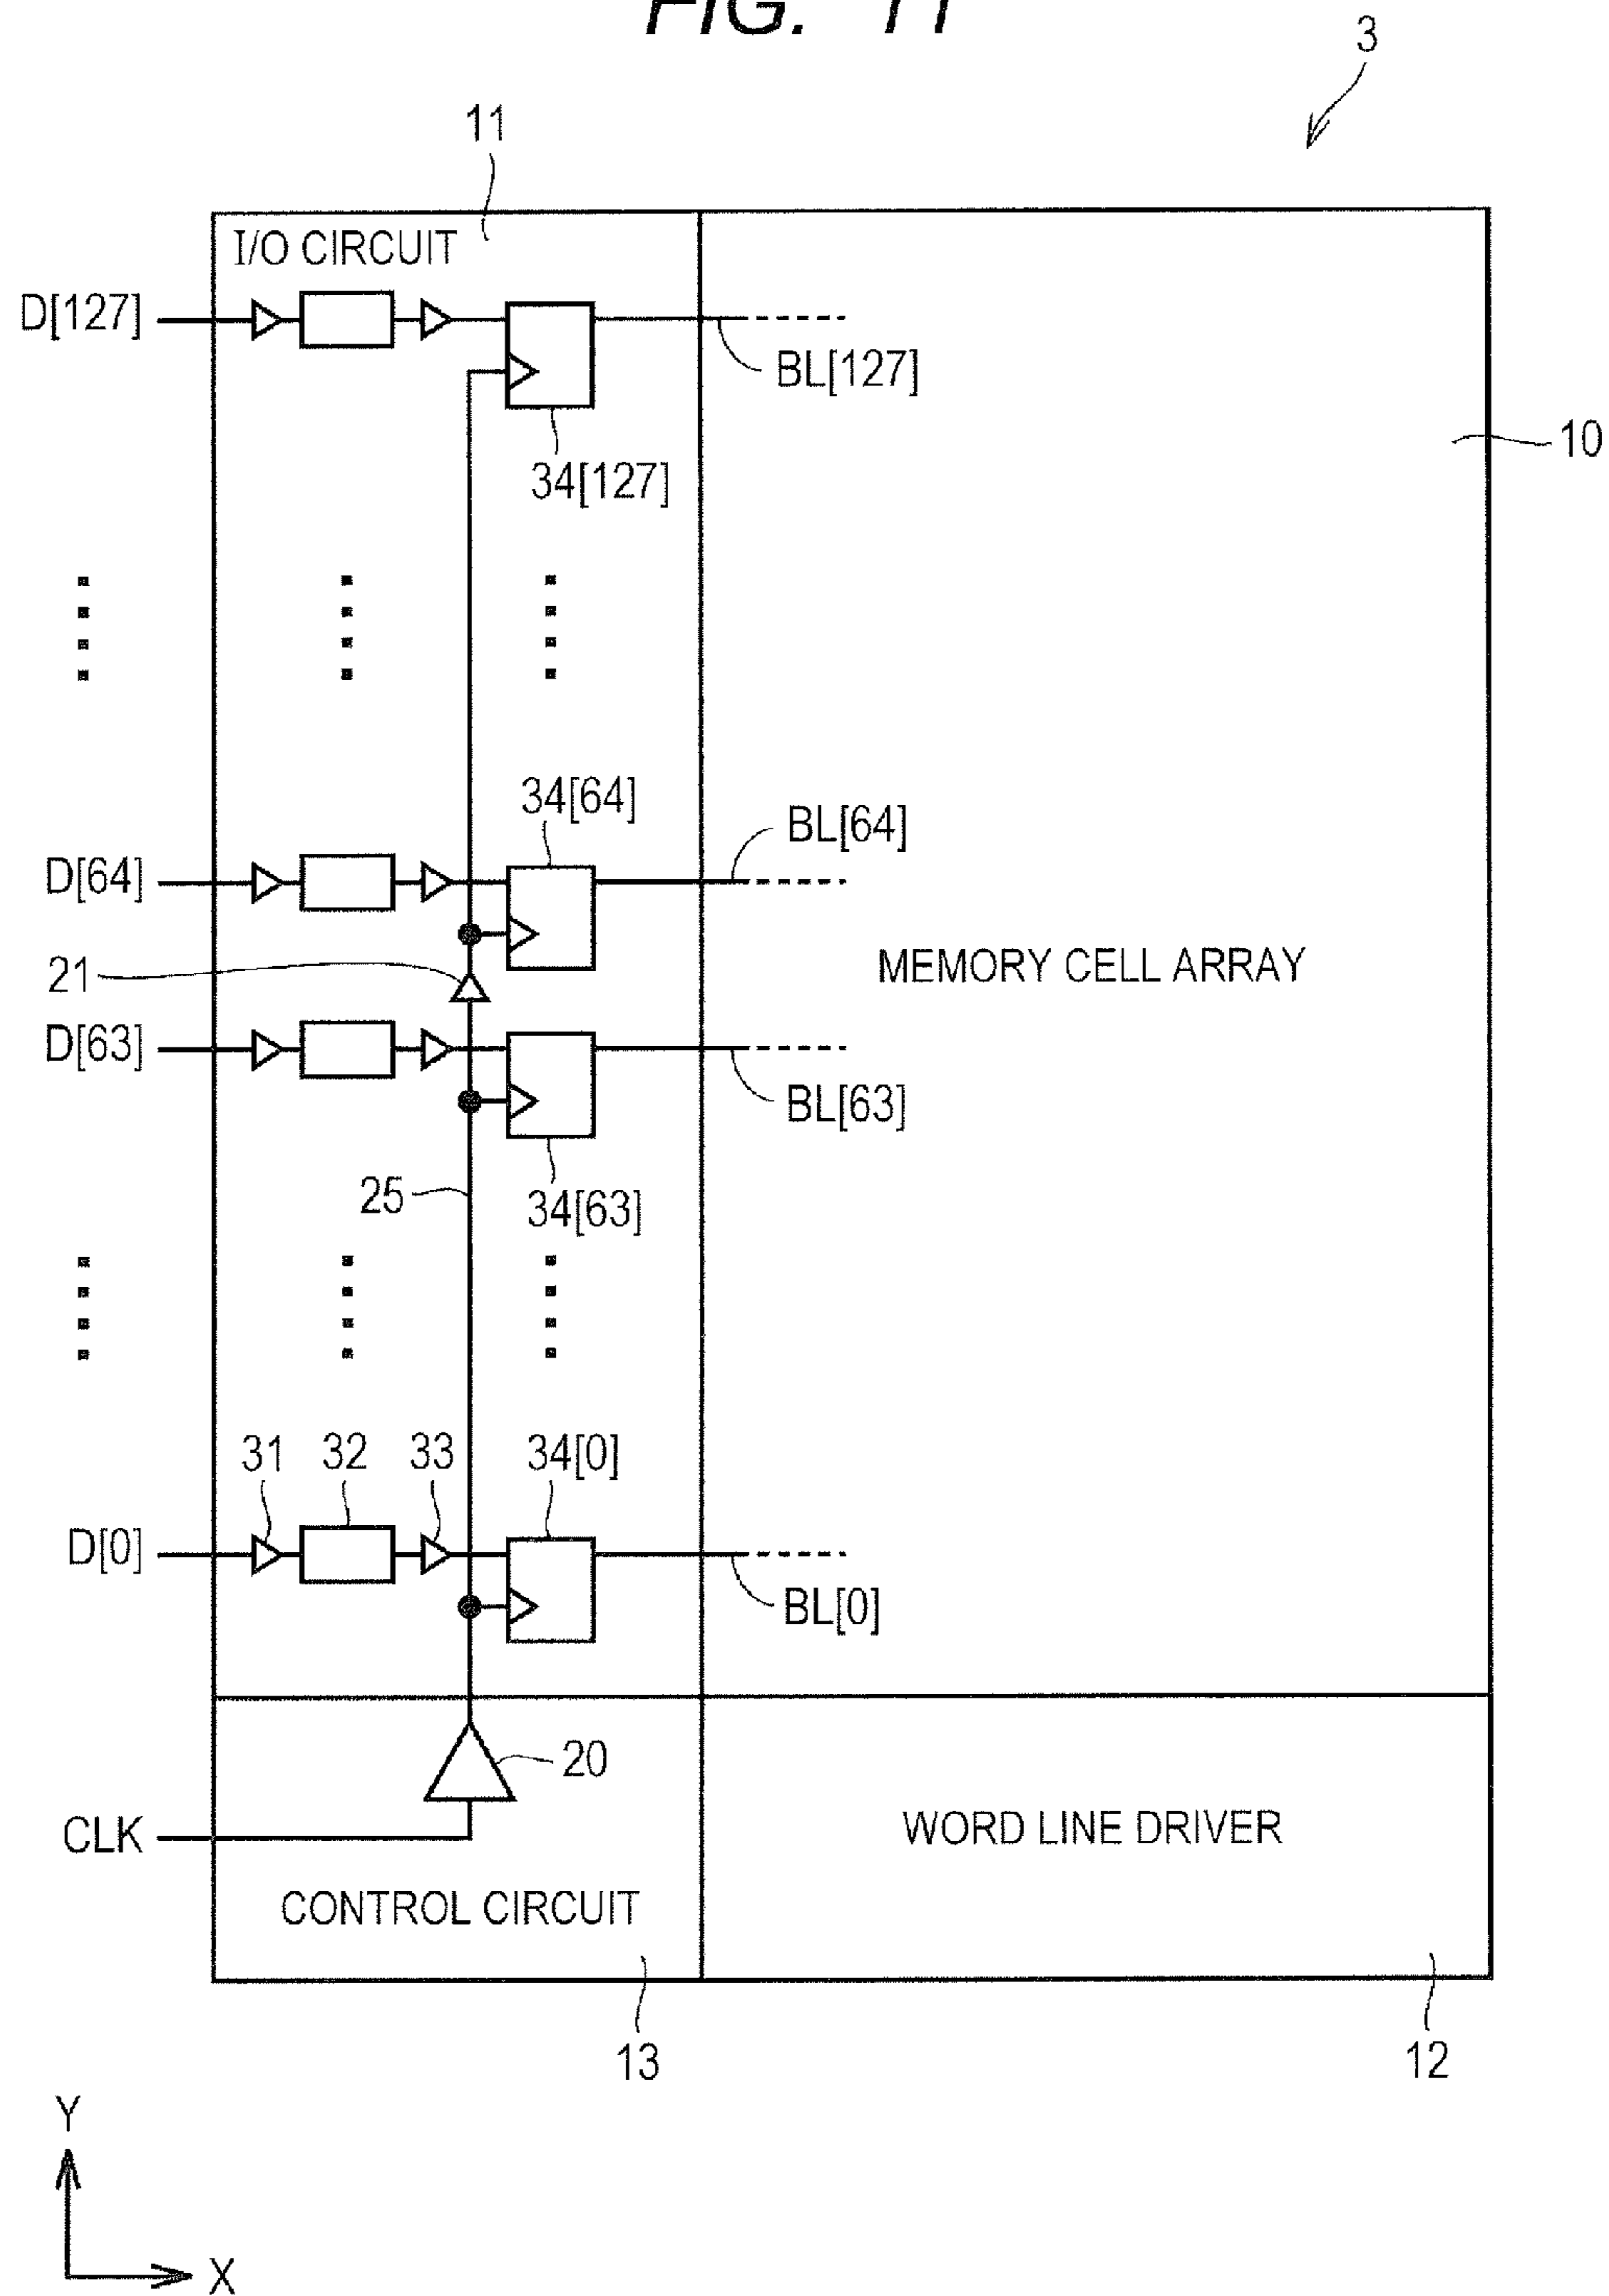 FIG. 11
3
11
I/O CIRCUIT
D[127]
BL[127]
10
34[127]
34[64]
BL[64]
D[64]
21
MEMORY CELL ARRAY
D[63]
BL[63]
25
34[63]
31
32
33
34[0]
D[0]
BL[0]
20
CLK
WORD LINE DRIVER
CONTROL CIRCUIT
13
12
Y
X